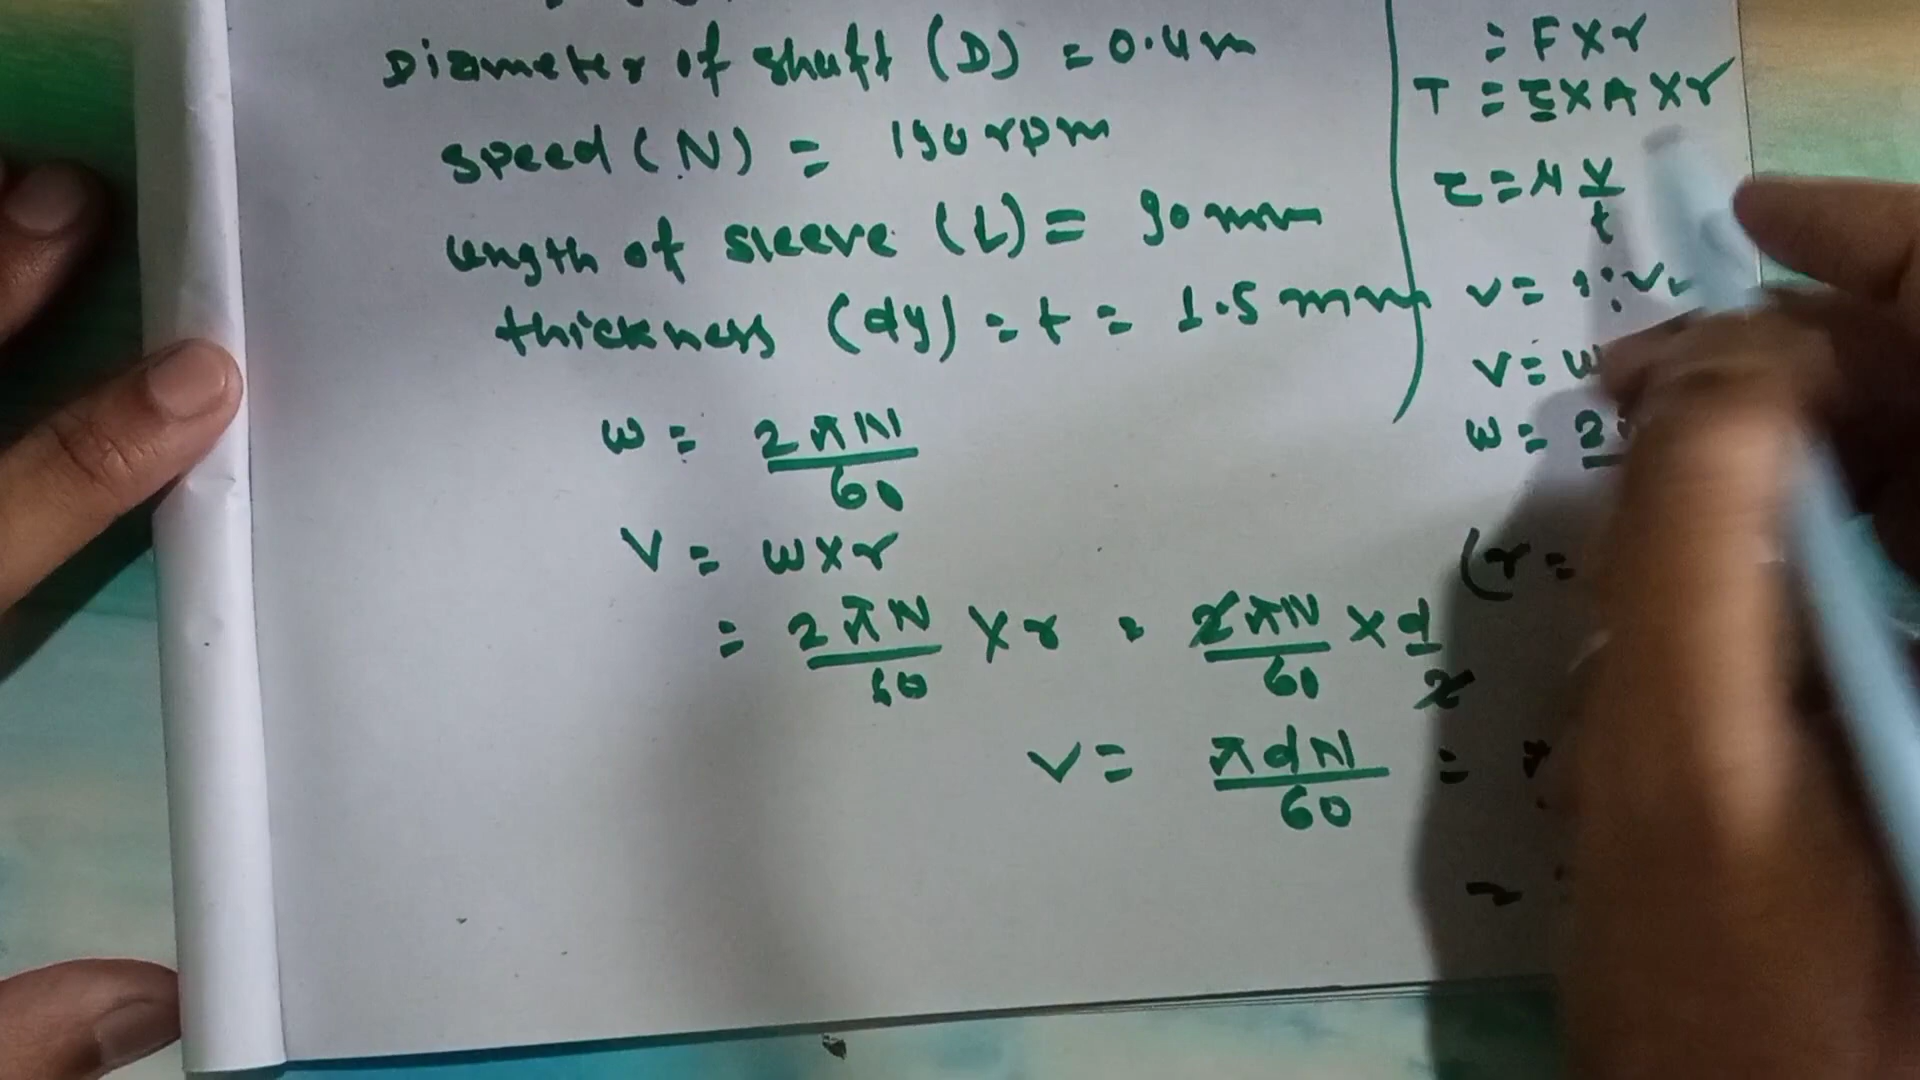 Diameter of shaft (D) = 0.4m
speed (N) = 190 rpm
length of sleeve (L) = 90 mm
thickness (dy) = t = 1.5 mm
ω = 2πN/60
V = ω×r
= 2πN/60 × r = 2πN/60 × d/2
V = πdN/60 =
= F×r
T = τ×A×r
τ = μ V/t
V =
V = ω
ω = 2
(r =